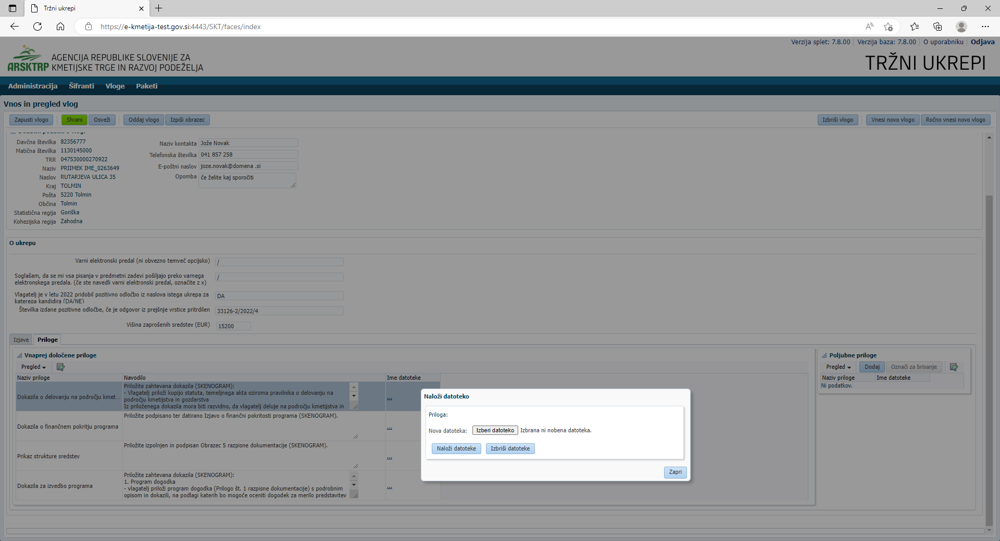 Tržni ukrepi
https://e-kmetija-test.gov.si:4443/SKT/faces/index
Verzija splet: 7.8.00 Verzija baza: 7.8.00 O uporabniku Odjava
ARSKTRP
AGENCIJA REPUBLIKE SLOVENIJE ZA
KMETIJSKE TRGE IN RAZVOJ PODEŽELJA
TRŽNI UKREPI
Administracija Šifranti Vloge Paketi
Vnos in pregled vlog
Zapusti vlogo Shrani Osveži Oddaj vlogo Izpiši obrazec Izbriši vlogo Vnesi novo vlogo Ročno vnesi novo vlogo
Davčna številka 82356777
Matična številka 1130145000
TRR 047530000270922
Naziv PRIIMEK IME_0263649
Naslov RUTARJEVA ULICA 35
Kraj TOLMIN
Pošta 5220 Tolmin
Občina Tolmin
Statistična regija Goriška
Kohezijska regija Zahodna
Naziv kontakta Jože Novak
Telefonska številka 041 857 258
E-poštni naslov joze.novak@domena .si
Opomba če želite kaj sporočiti
O ukrepu
Varni elektronski predal (ni obvezno temveč opcijsko) /
Soglašam, da se mi vsa pisanja v predmetni zadevi pošiljajo preko varnega
elektronskega predala. (če ste navedli varni elektronski predal, označite z x) /
Vlagatelj je v letu 2022 pridobil pozitivno odločbo iz naslova istega ukrepa za
katerega kandidira (DA/NE) DA
Številka izdane pozitivne odločbe, če je odgovor iz prejšnje vrstice pritrdilen 33126-2/2022/4
Višina zaprošenih sredstev (EUR) 15200
Izjave Priloge
Vnaprej določene priloge
Pregled
Naziv priloge Navodilo Ime datoteke
Dokazila o delovanju na področju kmet...
Priložite zahtevana dokazila (SKENOGRAM):
- Vlagatelj priloži kopijo statuta, temeljnega akta oziroma pravilnika o delovanju na
področju kmetijstva in gozdarstva
Iz priloženega dokazila mora biti razvidno, da vlagatelj deluje na področju kmetijstva in
...
Dokazila o finančnem pokritju programa
Priložite podpisano ter datirano Izjavo o finančni pokritosti programa (SKENOGRAM).
...
Prikaz strukture sredstev
Priložite izpolnjen in podpisan Obrazec 5 razpisne dokumentacije (SKENOGRAM).
...
Dokazila za izvedbo programa
Priložite zahtevana dokazila (SKENOGRAM):
1. Program dogodka
- vlagatelj priloži program dogodka (Prilogo št. 1 razpisne dokumentacije) s podrobnim
opisom in dokazili, na podlagi katerih bo mogoče oceniti dogodek za merilo predstavitev
...
Poljubne priloge
Pregled Dodaj Označi za brisanje
Naziv priloge Ime datoteke
Ni podatkov.
Naloži datoteko
Priloga:
Nova datoteka: Izberi datoteko Izbrana ni nobena datoteka.
Naloži datoteke Izbriši datoteke
Zapri